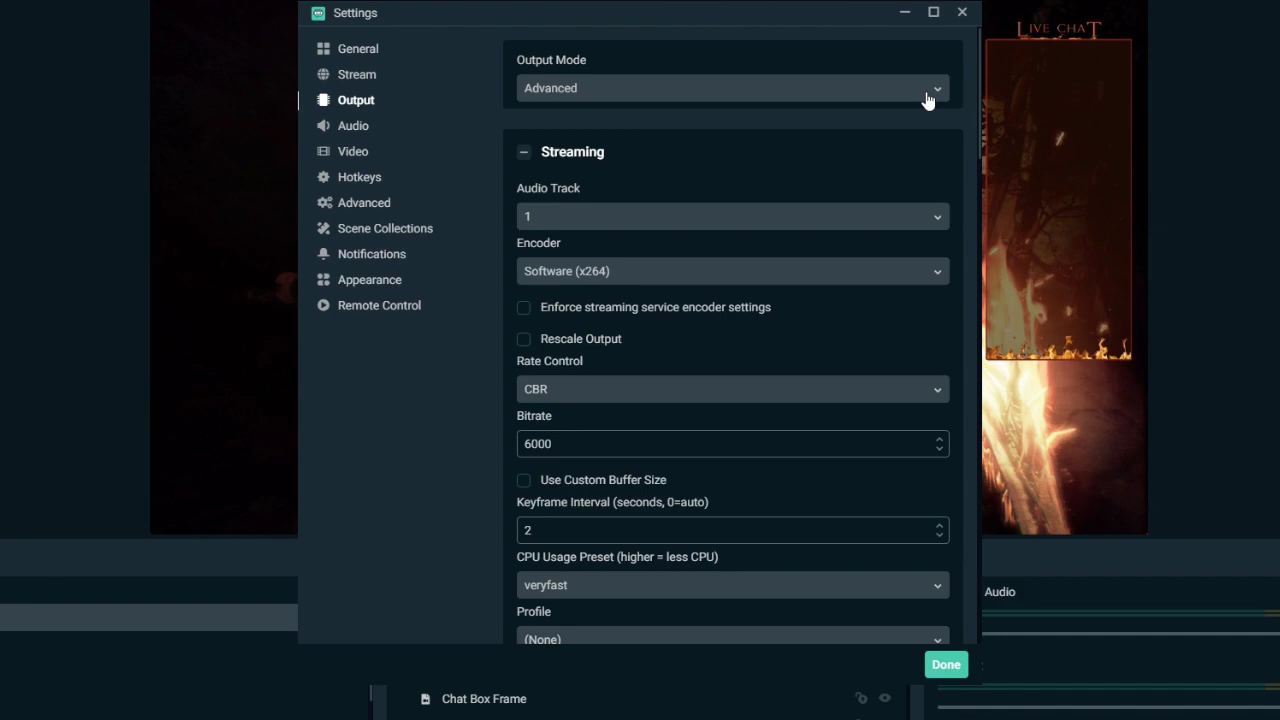 Settings
LIVE CHAT
General
Stream
Output
Audio
Video
Hotkeys
Advanced
Scene Collections
Notifications
Appearance
Remote Control
Output Mode
Advanced
Streaming
Audio Track
1
Encoder
Software (x264)
Enforce streaming service encoder settings
Rescale Output
Rate Control
CBR
Bitrate
6000
Use Custom Buffer Size
Keyframe Interval (seconds, 0=auto)
2
CPU Usage Preset (higher = less CPU)
veryfast
Profile
(None)
Audio
Done
Chat Box Frame